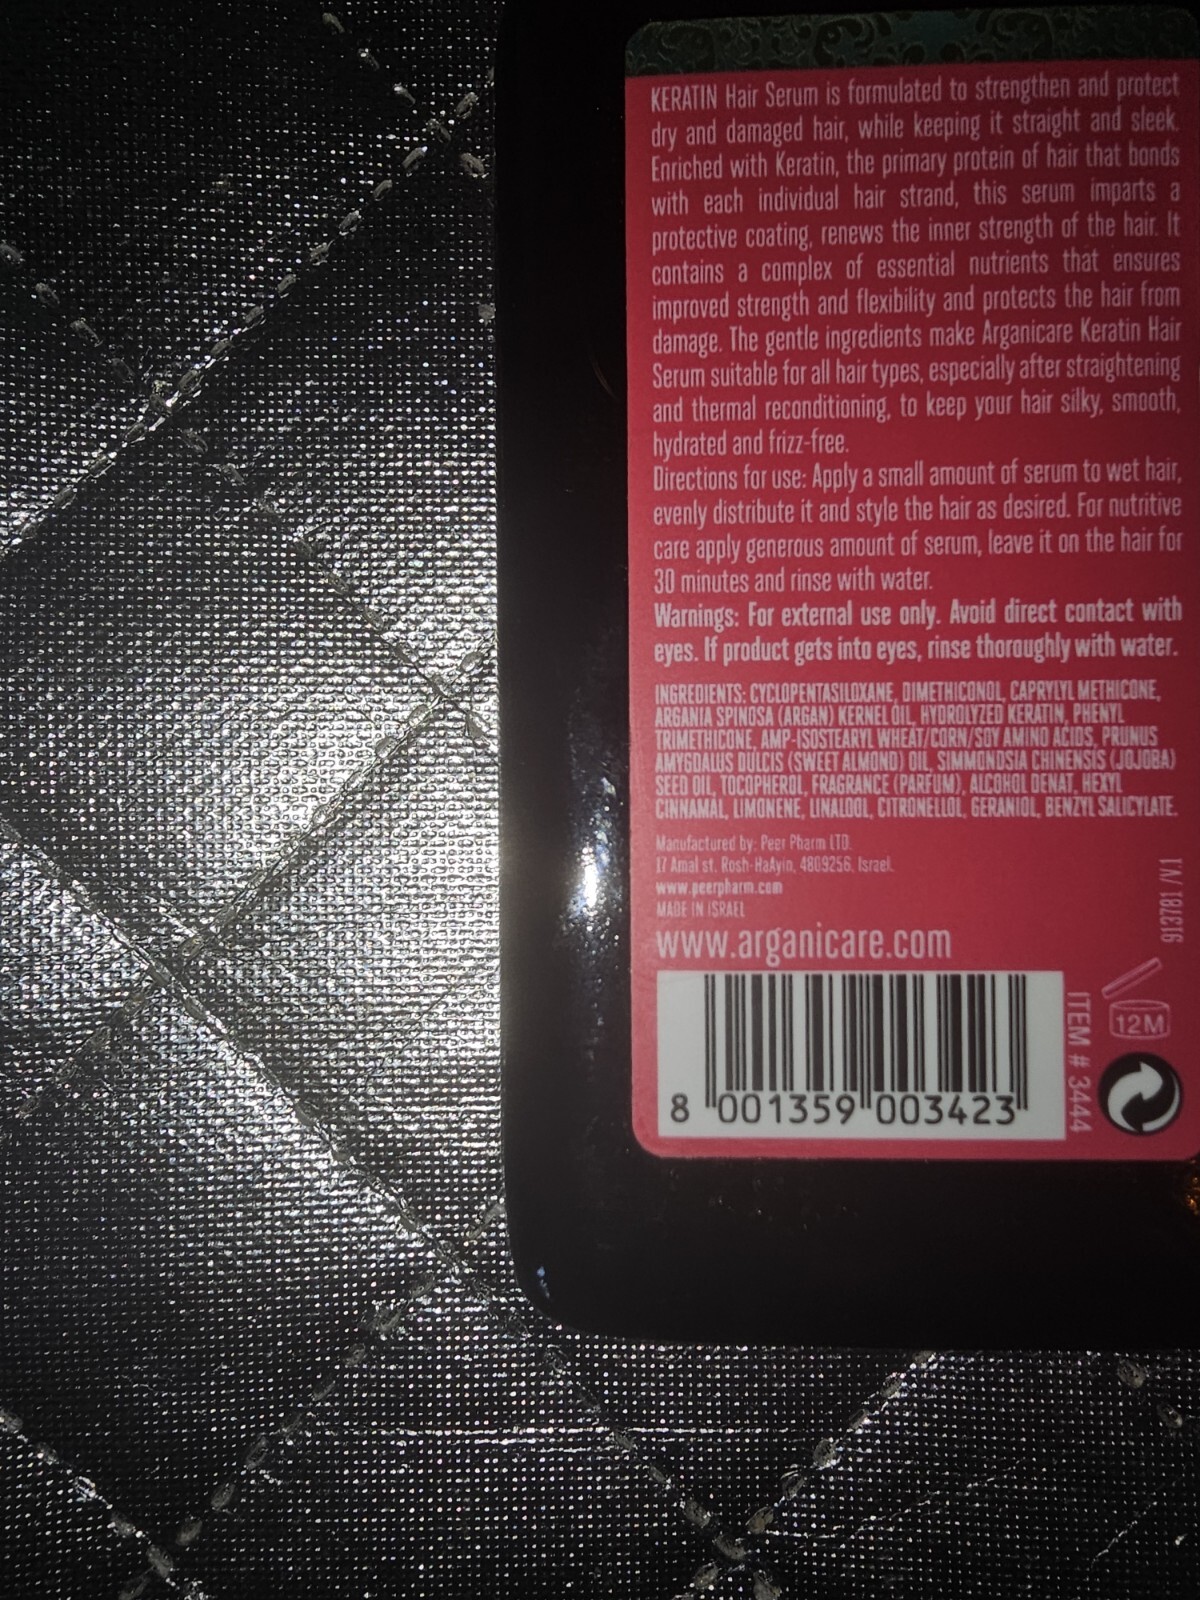 KERATIN Hair Serum is formulated to strengthen and protect
dry and damaged hair, while keeping it straight and sleek.
Enriched with Keratin, the primary protein of hair that bonds
with each individual hair strand, this serum imparts a
protective coating, renews the inner strength of the hair. It
contains a complex of essential nutrients that ensures
improved strength and flexibility and protects the hair from
damage. The gentle ingredients make Arganicare Keratin Hair
Serum suitable for all hair types, especially after straightening
and thermal reconditioning, to keep your hair silky, smooth,
hydrated and frizz-free.
Directions for use: Apply a small amount of serum to wet hair,
evenly distribute it and style the hair as desired. For nutritive
care apply generous amount of serum, leave it on the hair for
30 minutes and rinse with water.
Warnings: For external use only. Avoid direct contact with
eyes. If product gets into eyes, rinse thoroughly with water.
INGREDIENTS: CYCLOPENTASILOXANE, DIMETHICONOL, CAPRYLYL METHICONE,
ARGANIA SPINOSA (ARGAN) KERNEL OIL, HYDROLYZED KERATIN, PHENYL
TRIMETHICONE, AMP-ISOSTEARYL WHEAT/CORN/SOY AMINO ACIDS, PRUNUS
AMYGDALUS DULCIS (SWEET ALMOND) OIL, SIMMONDSIA CHINENSIS (JOJOBA)
SEED OIL, TOCOPHEROL, FRAGRANCE (PARFUM), ALCOHOL DENAT, HEXYL
CINNAMAL, LIMONENE, LINALOOL, CITRONELLOL, GERANIOL, BENZYL SALICYLATE.
Manufactured by: Peer Pharm LTD.
17 Amal st. Rosh-HaAyin, 4809256, Israel.
www.peerpharm.com
MADE IN ISRAEL
www.arganicare.com
913781 / V.1
12M
ITEM # 3444
8 001359 003423